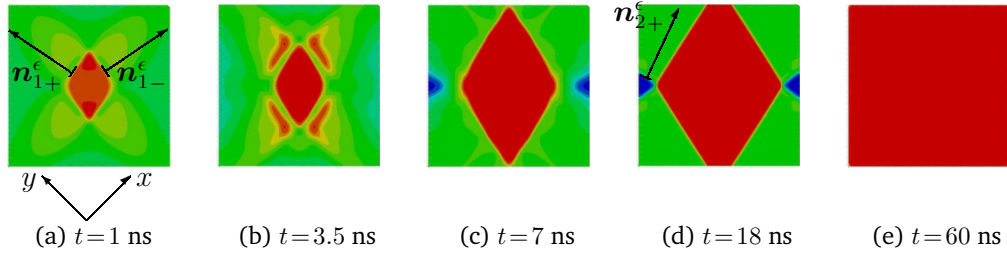 n^ε_{1+} n^ε_{1−} n^ε_{2+}
y x
(a) t=1 ns (b) t=3.5 ns (c) t=7 ns (d) t=18 ns (e) t=60 ns